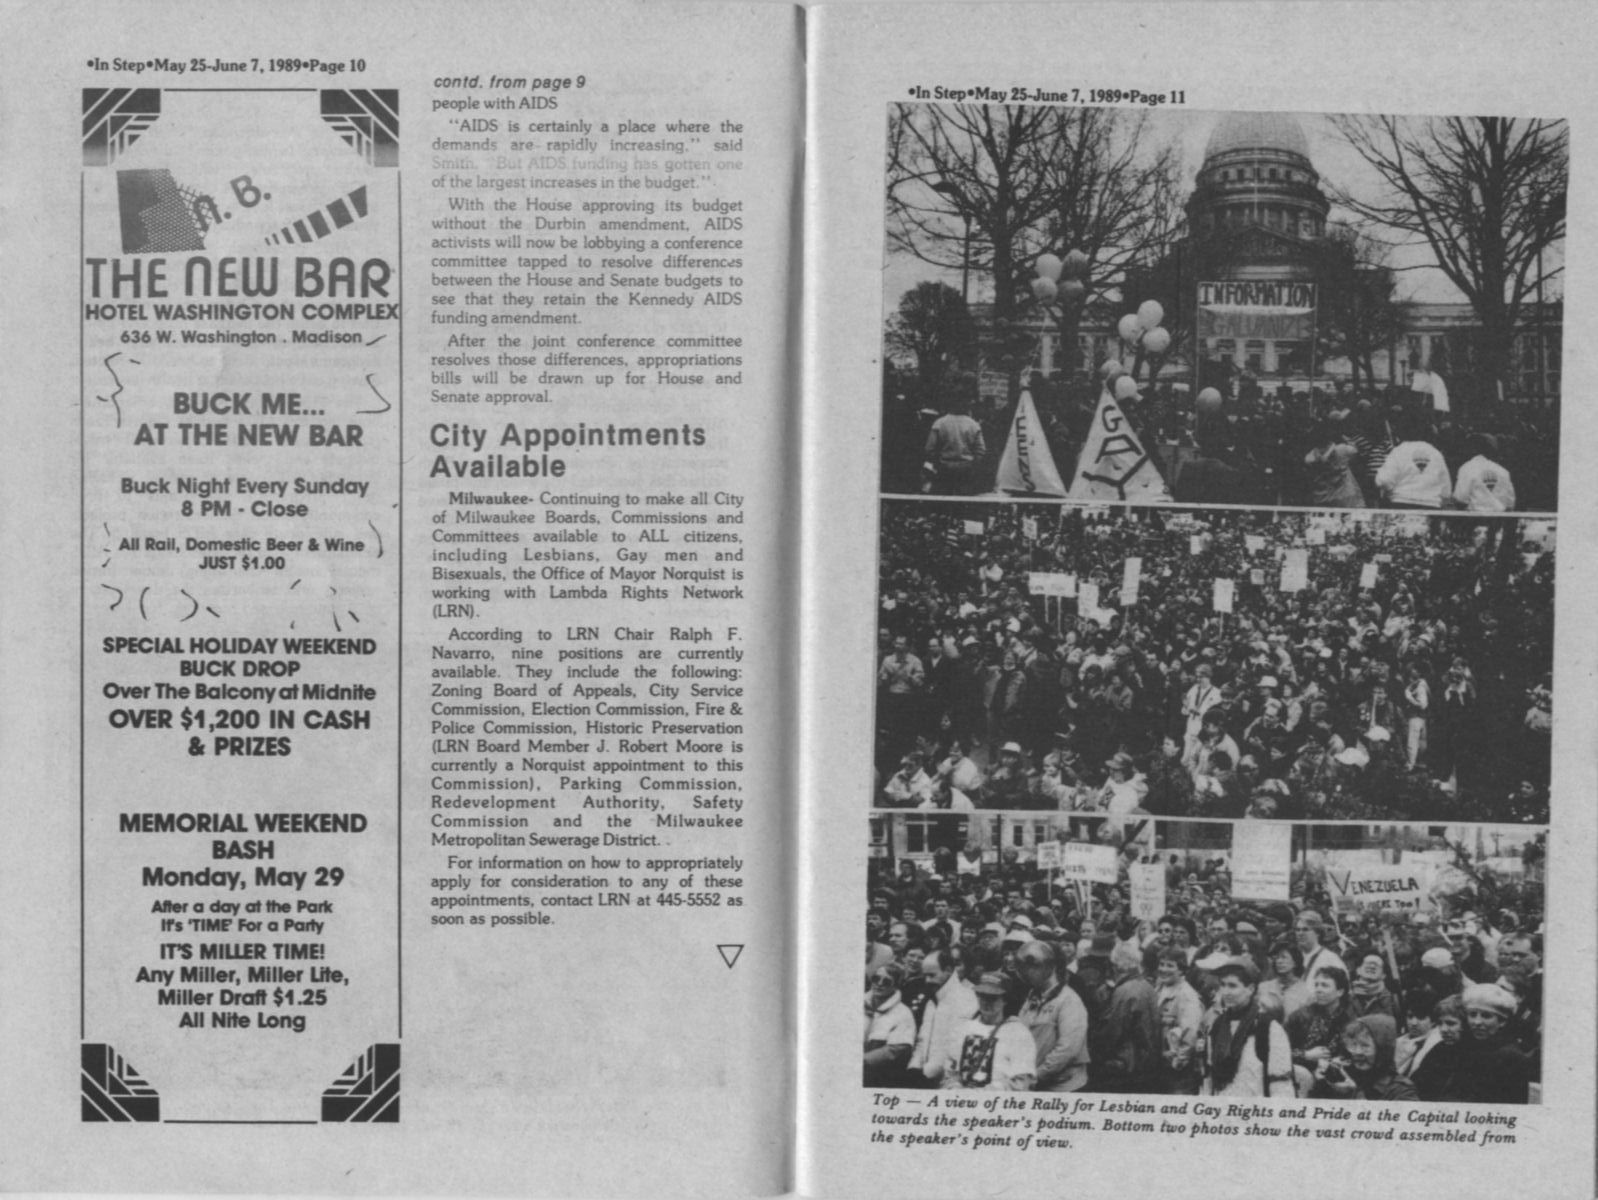 •In Step•May 25-June 7, 1989•Page 10
N. B.
THE NEW BAR
HOTEL WASHINGTON COMPLEX
636 W. Washington . Madison
BUCK ME...
AT THE NEW BAR
Buck Night Every Sunday
8 PM - Close
All Rail, Domestic Beer & Wine
JUST $1.00
SPECIAL HOLIDAY WEEKEND
BUCK DROP
Over The Balcony at Midnite
OVER $1,200 IN CASH
& PRIZES
MEMORIAL WEEKEND
BASH
Monday, May 29
After a day at the Park
It's 'TIME' For a Party
IT'S MILLER TIME!
Any Miller, Miller Lite,
Miller Draft $1.25
All Nite Long
contd. from page 9
people with AIDS
"AIDS is certainly a place where the
demands are rapidly increasing," said
Smith. "But AIDS funding has gotten one
of the largest increases in the budget."
With the House approving its budget
without the Durbin amendment, AIDS
activists will now be lobbying a conference
committee tapped to resolve differences
between the House and Senate budgets to
see that they retain the Kennedy AIDS
funding amendment.
After the joint conference committee
resolves those differences, appropriations
bills will be drawn up for House and
Senate approval.
City Appointments
Available
Milwaukee- Continuing to make all City
of Milwaukee Boards, Commissions and
Committees available to ALL citizens,
including Lesbians, Gay men and
Bisexuals, the Office of Mayor Norquist is
working with Lambda Rights Network
(LRN).
According to LRN Chair Ralph F.
Navarro, nine positions are currently
available. They include the following:
Zoning Board of Appeals, City Service
Commission, Election Commission, Fire &
Police Commission, Historic Preservation
(LRN Board Member J. Robert Moore is
currently a Norquist appointment to this
Commission), Parking Commission,
Redevelopment Authority, Safety
Commission and the Milwaukee
Metropolitan Sewerage District.
For information on how to appropriately
apply for consideration to any of these
appointments, contact LRN at 445-5552 as
soon as possible.
•In Step•May 25-June 7, 1989•Page 11
INFORMATION
GALVANIZE
GAY
VENEZUELA
Top — A view of the Rally for Lesbian and Gay Rights and Pride at the Capital looking
towards the speaker's podium. Bottom two photos show the vast crowd assembled from
the speaker's point of view.